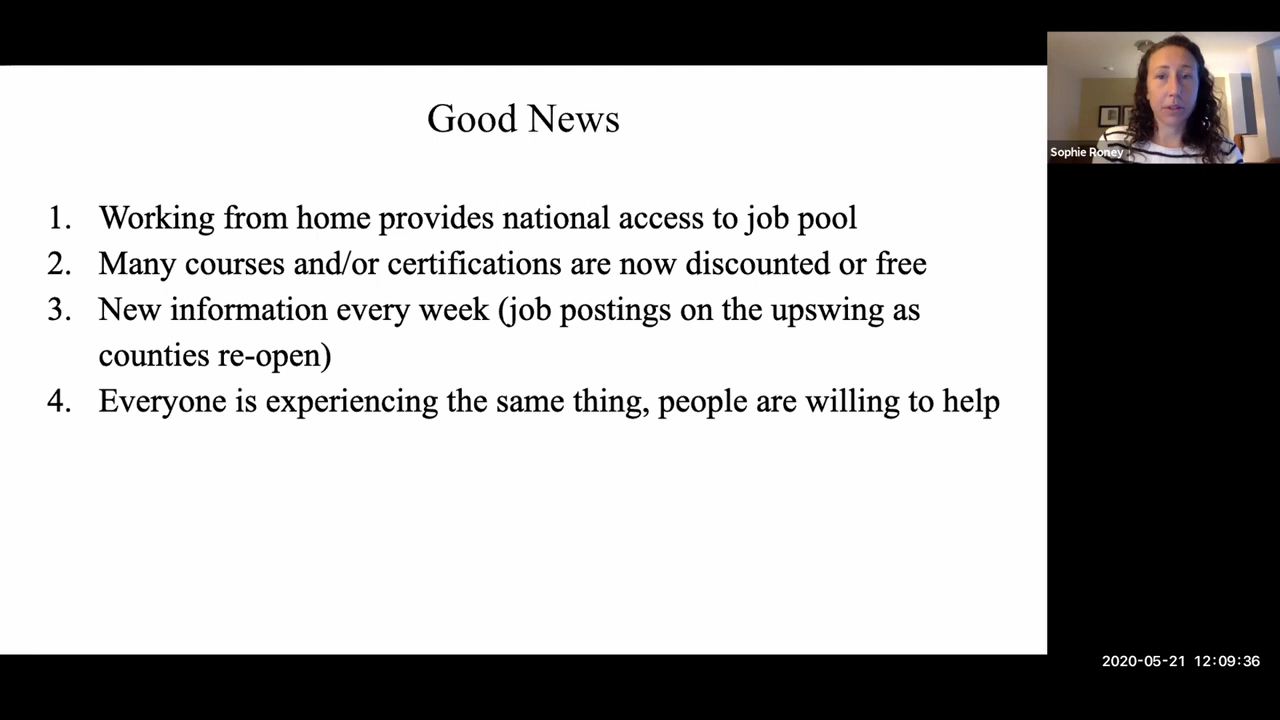 Good News
1. Working from home provides national access to job pool
2. Many courses and/or certifications are now discounted or free
3. New information every week (job postings on the upswing as
counties re-open)
4. Everyone is experiencing the same thing, people are willing to help
Sophie Roney
2020-05-21 12:09:36